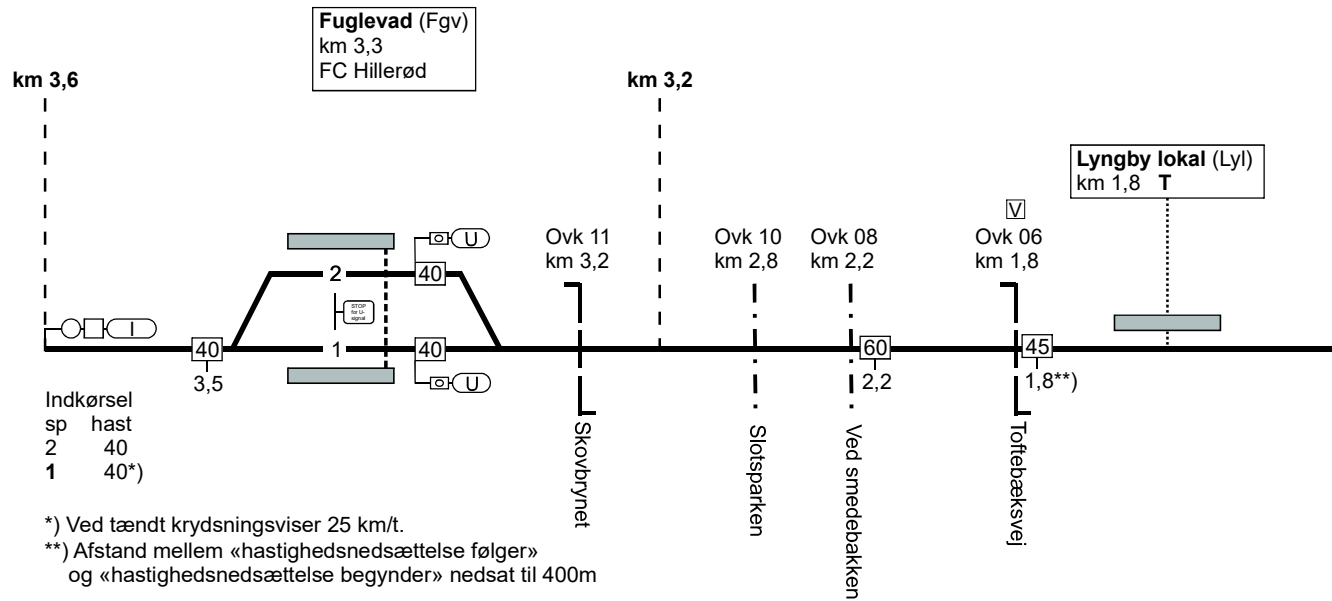 Fuglevad (Fgv)
km 3,3
FC Hillerød
km 3,6
km 3,2
Lyngby lokal (Lyl)
km 1,8 T
V
Ovk 11
km 3,2
Ovk 10
km 2,8
Ovk 08
km 2,2
Ovk 06
km 1,8
U
2
40
STOP
for U-
signal
I
40
3,5
1
40
U
60
2,2
45
1,8**)
Indkørsel
sp hast
2 40
1 40*)
Skovbrynet
Slotsparken
Ved smedebakken
Toftebæksvej
*) Ved tændt krydsningsviser 25 km/t.
**) Afstand mellem «hastighedsnedsættelse følger»
og «hastighedsnedsættelse begynder» nedsat til 400m